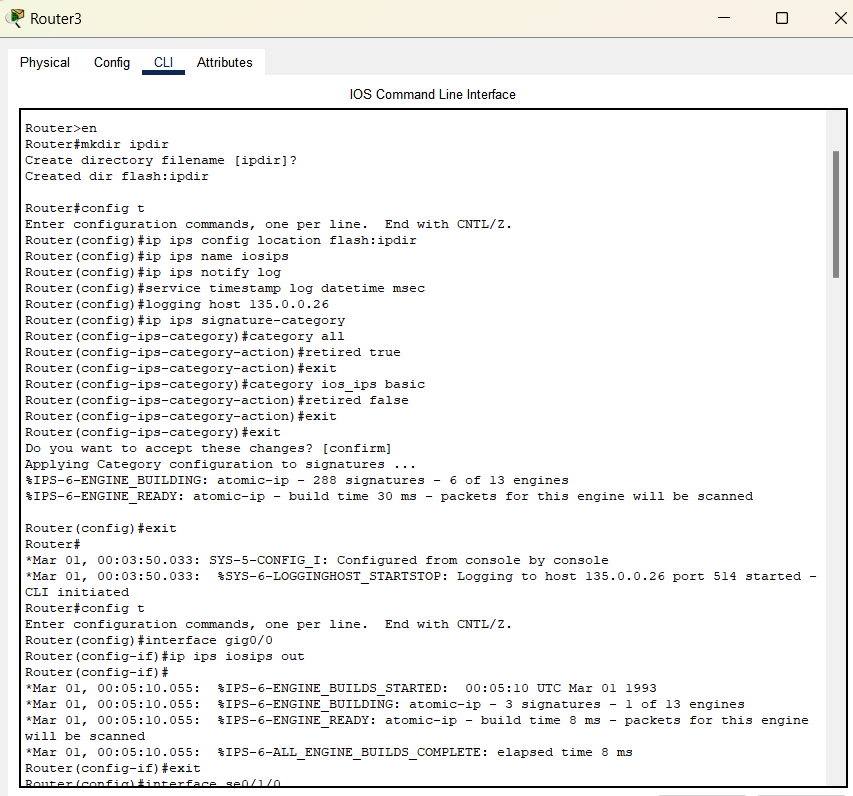 Router3
Physical Config CLI Attributes
IOS Command Line Interface
Router>en
Router#mkdir ipdir
Create directory filename [ipdir]?
Created dir flash:ipdir
Router#config t
Enter configuration commands, one per line.  End with CNTL/Z.
Router(config)#ip ips config location flash:ipdir
Router(config)#ip ips name iosips
Router(config)#ip ips notify log
Router(config)#service timestamp log datetime msec
Router(config)#logging host 135.0.0.26
Router(config)#ip ips signature-category
Router(config-ips-category)#category all
Router(config-ips-category-action)#retired true
Router(config-ips-category-action)#exit
Router(config-ips-category)#category ios_ips basic
Router(config-ips-category-action)#retired false
Router(config-ips-category-action)#exit
Router(config-ips-category)#exit
Do you want to accept these changes? [confirm]
Applying Category configuration to signatures ...
%IPS-6-ENGINE_BUILDING: atomic-ip - 288 signatures - 6 of 13 engines
%IPS-6-ENGINE_READY: atomic-ip - build time 30 ms - packets for this engine will be scanned
Router(config)#exit
Router#
*Mar 01, 00:03:50.033: SYS-5-CONFIG_I: Configured from console by console
*Mar 01, 00:03:50.033:  %SYS-6-LOGGINGHOST_STARTSTOP: Logging to host 135.0.0.26 port 514 started -
CLI initiated
Router#config t
Enter configuration commands, one per line.  End with CNTL/Z.
Router(config)#interface gig0/0
Router(config-if)#ip ips iosips out
Router(config-if)#
*Mar 01, 00:05:10.055:  %IPS-6-ENGINE_BUILDS_STARTED:  00:05:10 UTC Mar 01 1993
*Mar 01, 00:05:10.055:  %IPS-6-ENGINE_BUILDING: atomic-ip - 3 signatures - 1 of 13 engines
*Mar 01, 00:05:10.055:  %IPS-6-ENGINE_READY: atomic-ip - build time 8 ms - packets for this engine
will be scanned
*Mar 01, 00:05:10.055:  %IPS-6-ALL_ENGINE_BUILDS_COMPLETE: elapsed time 8 ms
Router(config-if)#exit
Router(config)#interface se0/1/0